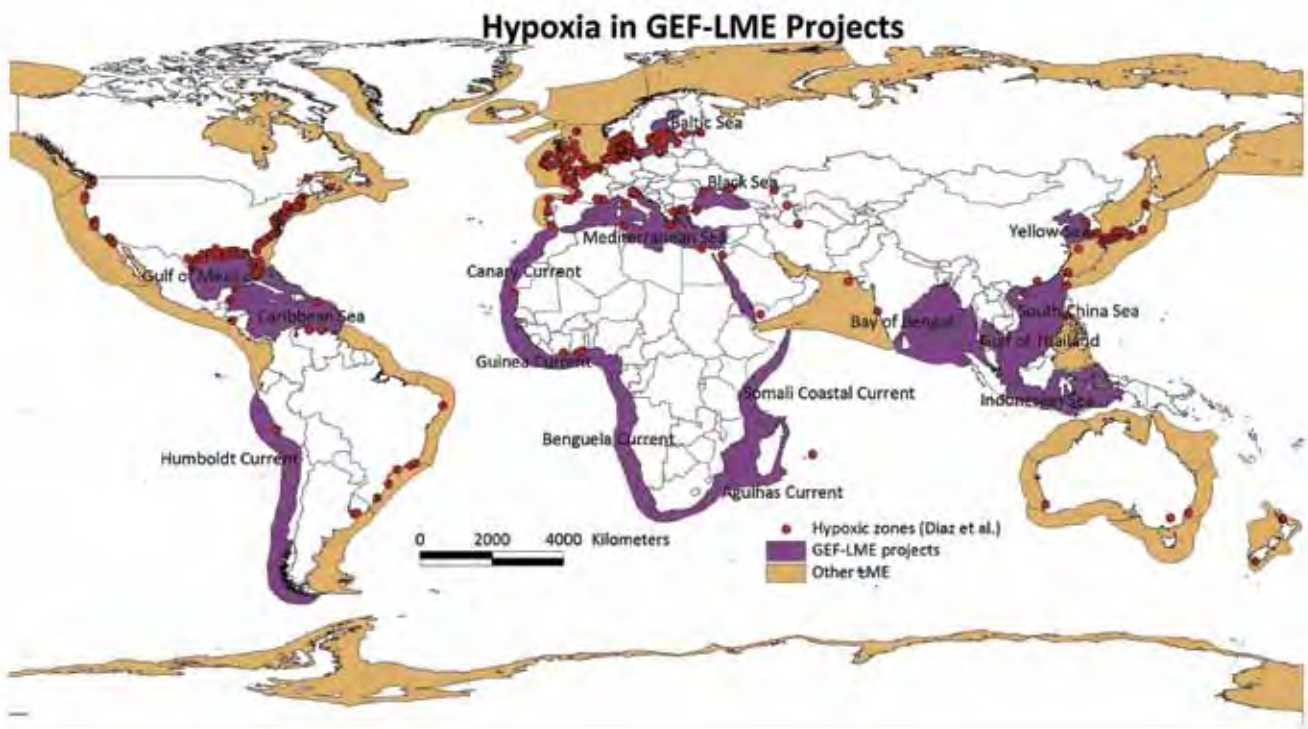 Hypoxia in GEF-LME Projects
Baltic Sea
Black Sea
Mediterranean Sea
Yellow Sea
Gulf of Mexico
Canary Current
Caribbean Sea
Bay of Bengal
South China Sea
Gulf of Thailand
Guinea Current
Somali Coastal Current
Indonesian Sea
Benguela Current
Humboldt Current
Agulhas Current
0 2000 4000 Kilometers
Hypoxic zones (Diaz et al.)
GEF-LME projects
Other LME